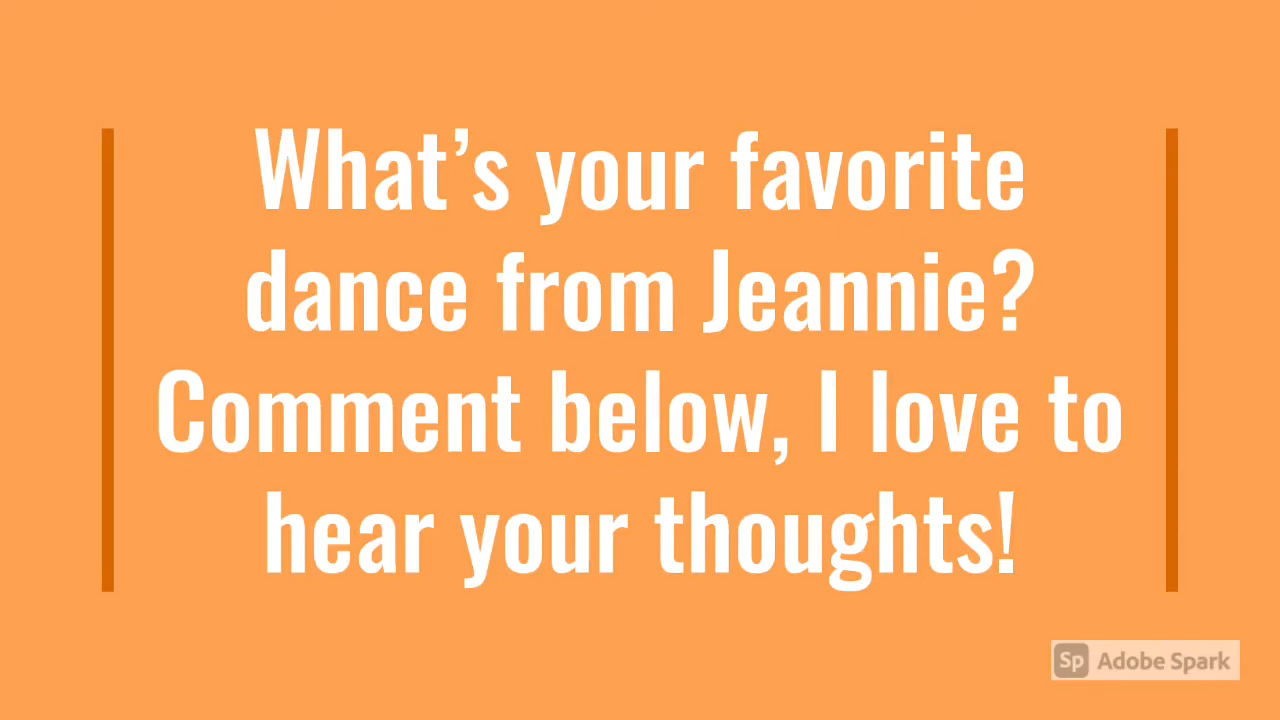 What’s your favorite
dance from Jeannie?
Comment below, I love to
hear your thoughts!
Sp Adobe Spark